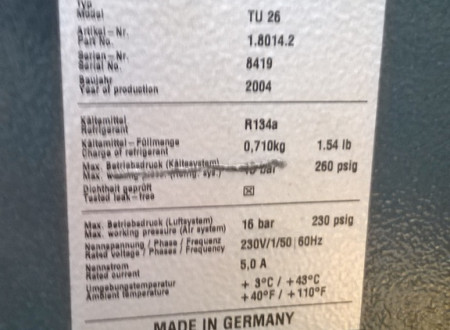 Typ
Model TU 26
Artikel-Nr.
Part No. 1.8014.2
Serien-Nr.
Serial No. 8419
Baujahr
Year of production 2004
Kältemittel
Refrigerant R134a
Kältemittel-Füllmenge
Charge of refrigerant 0,710kg 1.54 lb
Max. Betriebsdruck (Kältesystem)
Max. bar 260 psig
Dichtheit geprüft
Tested leak-free ☒
Max. Betriebsdruck (Luftsystem)
Max. working pressure (Air system) 16 bar 230 psig
Nennspannung / Phase / Frequenz
Rated voltage / Phase / Frequency 230V/1/50 60Hz
Nennstrom
Rated current 5,0 A
Umgebungstemperatur + 3°C / +43°C
Ambient temperature +40°F / +110°F
MADE IN GERMANY